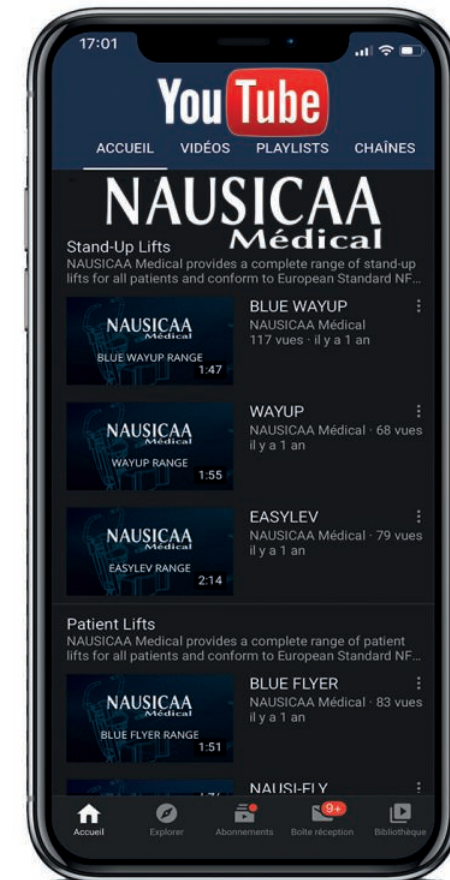 17:01
YouTube
ACCUEIL VIDÉOS PLAYLISTS CHAÎNES
NAUSICAA
Médical
Stand-Up Lifts
NAUSICAA Medical provides a complete range of stand-up
lifts for all patients and conform to European Standard NF...
NAUSICAA
Médical
BLUE WAYUP RANGE
1:47
BLUE WAYUP
NAUSICAA Médical
117 vues · il y a 1 an
NAUSICAA
Médical
WAYUP RANGE
1:55
WAYUP
NAUSICAA Médical · 68 vues
il y a 1 an
NAUSICAA
Médical
EASYLEV RANGE
2:14
EASYLEV
NAUSICAA Médical · 79 vues
il y a 1 an
Patient Lifts
NAUSICAA Medical provides a complete range of patient
lifts for all patients and conform to European Standard NF...
NAUSICAA
Médical
BLUE FLYER RANGE
1:51
BLUE FLYER
NAUSICAA Médical · 83 vues
il y a 1 an
NAUSI-FLY
9+
Accueil Explorer Abonnements Boîte réception Bibliothèque